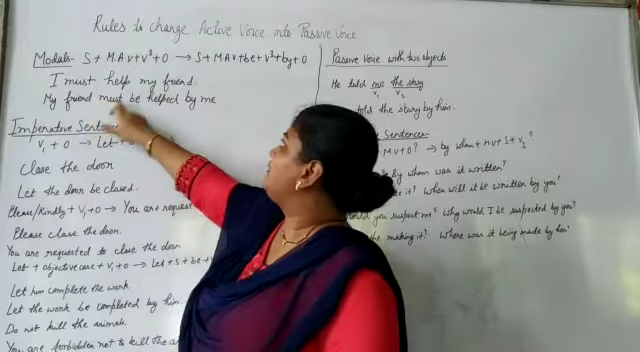 Rules to change Active Voice into Passive Voice
Modals- S + M.A.v + V³ + O → S + M.A.v + be + V³ + by + O
I must help my friend.
My friend must be helped by me
Imperative Sent
V₁ + O → Let +
Close the door
Let the door be closed.
Please/Kindly + V₁ + O → You are request
Please close the door.
You are requested to close the door
Let + objective case + V₁ + O → Let + S + be +
Let him complete the work
Let the work be completed by him.
Do not kill the animals.
You are forbidden not to kill the
Passive Voice with two objects
He told me the story
V₁ V₂
told the story by him.
Sentences
V + O? → by whom + H.V + S + V₃?
By whom was it written?
it? When will it be written by you?
you suspect me? Why would I be suspected by you?
he making it? Where was it being made by her?